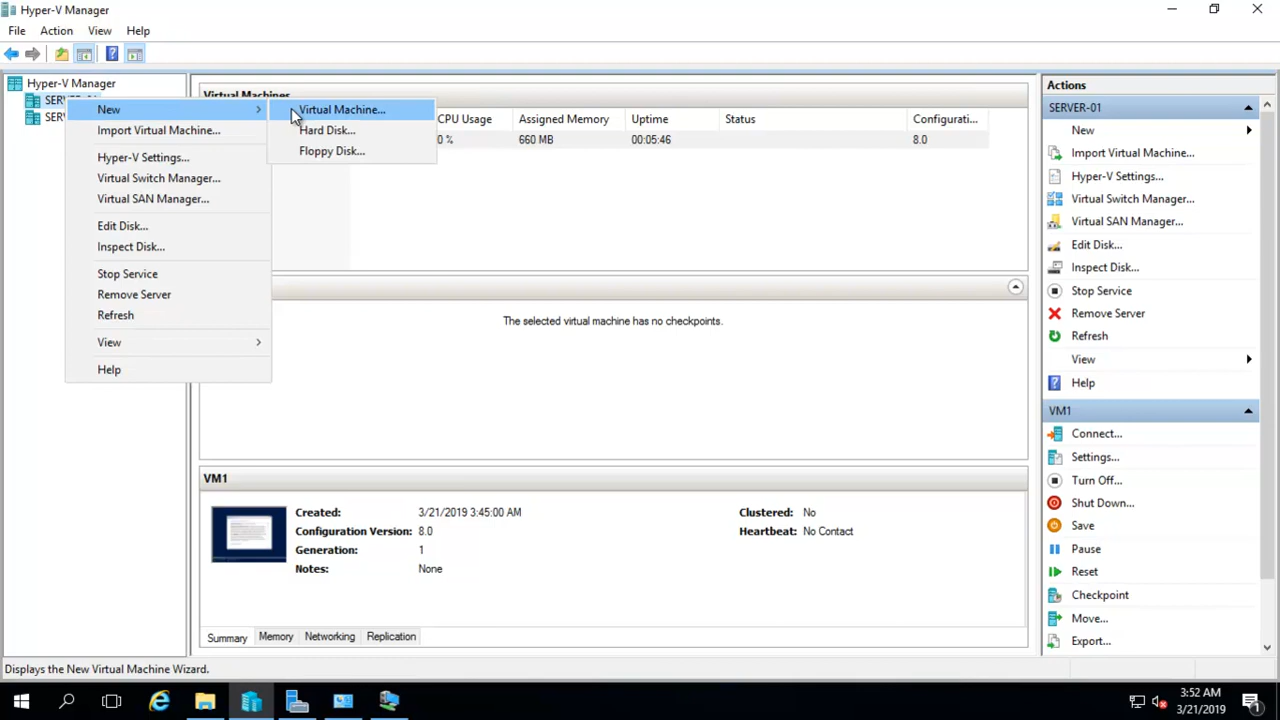 Hyper-V Manager
File Action View Help
Hyper-V Manager
SERVER-01
SER
New
Import Virtual Machine...
Hyper-V Settings...
Virtual Switch Manager...
Virtual SAN Manager...
Edit Disk...
Inspect Disk...
Stop Service
Remove Server
Refresh
View
Help
Virtual Machine...
Hard Disk...
Floppy Disk...
Virtual Machines
CPU Usage Assigned Memory Uptime Status Configurati...
0 % 660 MB 00:05:46 8.0
The selected virtual machine has no checkpoints.
VM1
Created: 3/21/2019 3:45:00 AM
Configuration Version: 8.0
Generation: 1
Notes: None
Clustered: No
Heartbeat: No Contact
Summary Memory Networking Replication
Actions
SERVER-01
New
Import Virtual Machine...
Hyper-V Settings...
Virtual Switch Manager...
Virtual SAN Manager...
Edit Disk...
Inspect Disk...
Stop Service
Remove Server
Refresh
View
Help
VM1
Connect...
Settings...
Turn Off...
Shut Down...
Save
Pause
Reset
Checkpoint
Move...
Export...
Displays the New Virtual Machine Wizard.
3:52 AM
3/21/2019
1